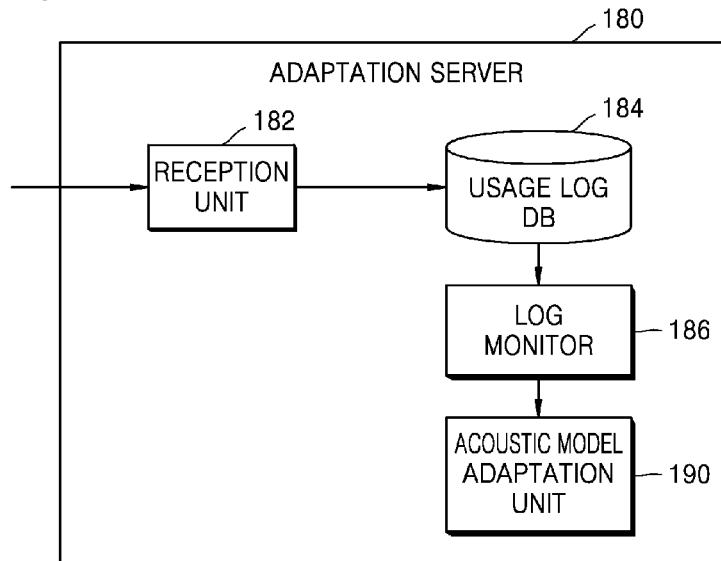 180
ADAPTATION SERVER
182
184
RECEPTION
UNIT
USAGE LOG
DB
LOG
MONITOR
186
ACOUSTIC MODEL
ADAPTATION
UNIT
190